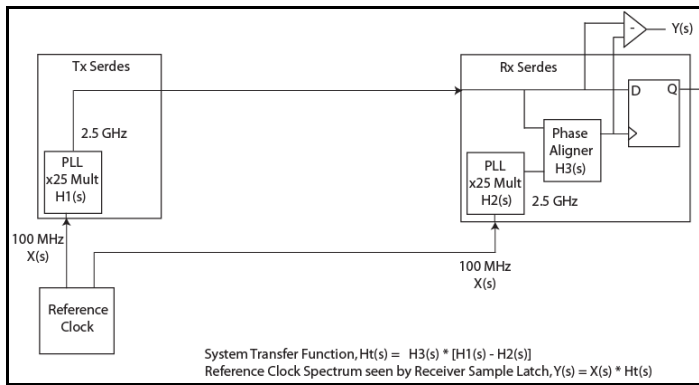 Y(s)
-
Tx Serdes
Rx Serdes
D
Q
2.5 GHz
Phase
Aligner
H3(s)
PLL
x25 Mult
H1(s)
PLL
x25 Mult
H2(s)
2.5 GHz
100 MHz
X(s)
100 MHz
X(s)
Reference
Clock
System Transfer Function, Ht(s) = H3(s) * [H1(s) - H2(s)]
Reference Clock Spectrum seen by Receiver Sample Latch, Y(s) = X(s) * Ht(s)